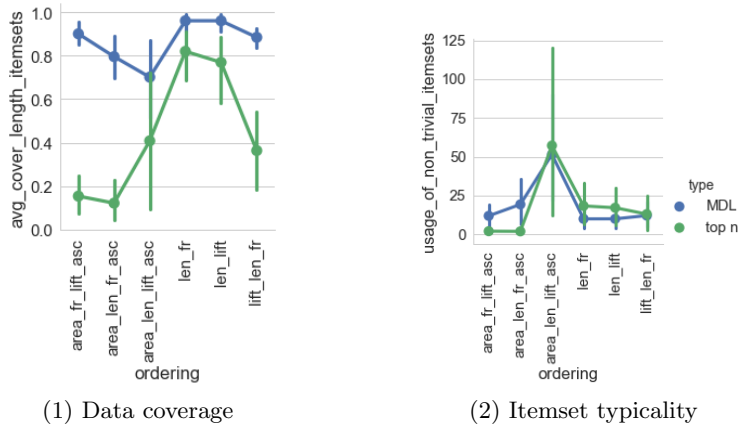 avg_cover_length_itemsets
1.0
0.8
0.6
0.4
0.2
0.0
area_fr_lift_asc
area_len_fr_asc
area_len_lift_asc
len_fr
len_lift
lift_len_fr
ordering
(1) Data coverage
usage_of_non_trivial_itemsets
125
100
75
50
25
0
area_fr_lift_asc
area_len_fr_asc
area_len_lift_asc
len_fr
len_lift
lift_len_fr
ordering
type
MDL
top n
(2) Itemset typicality